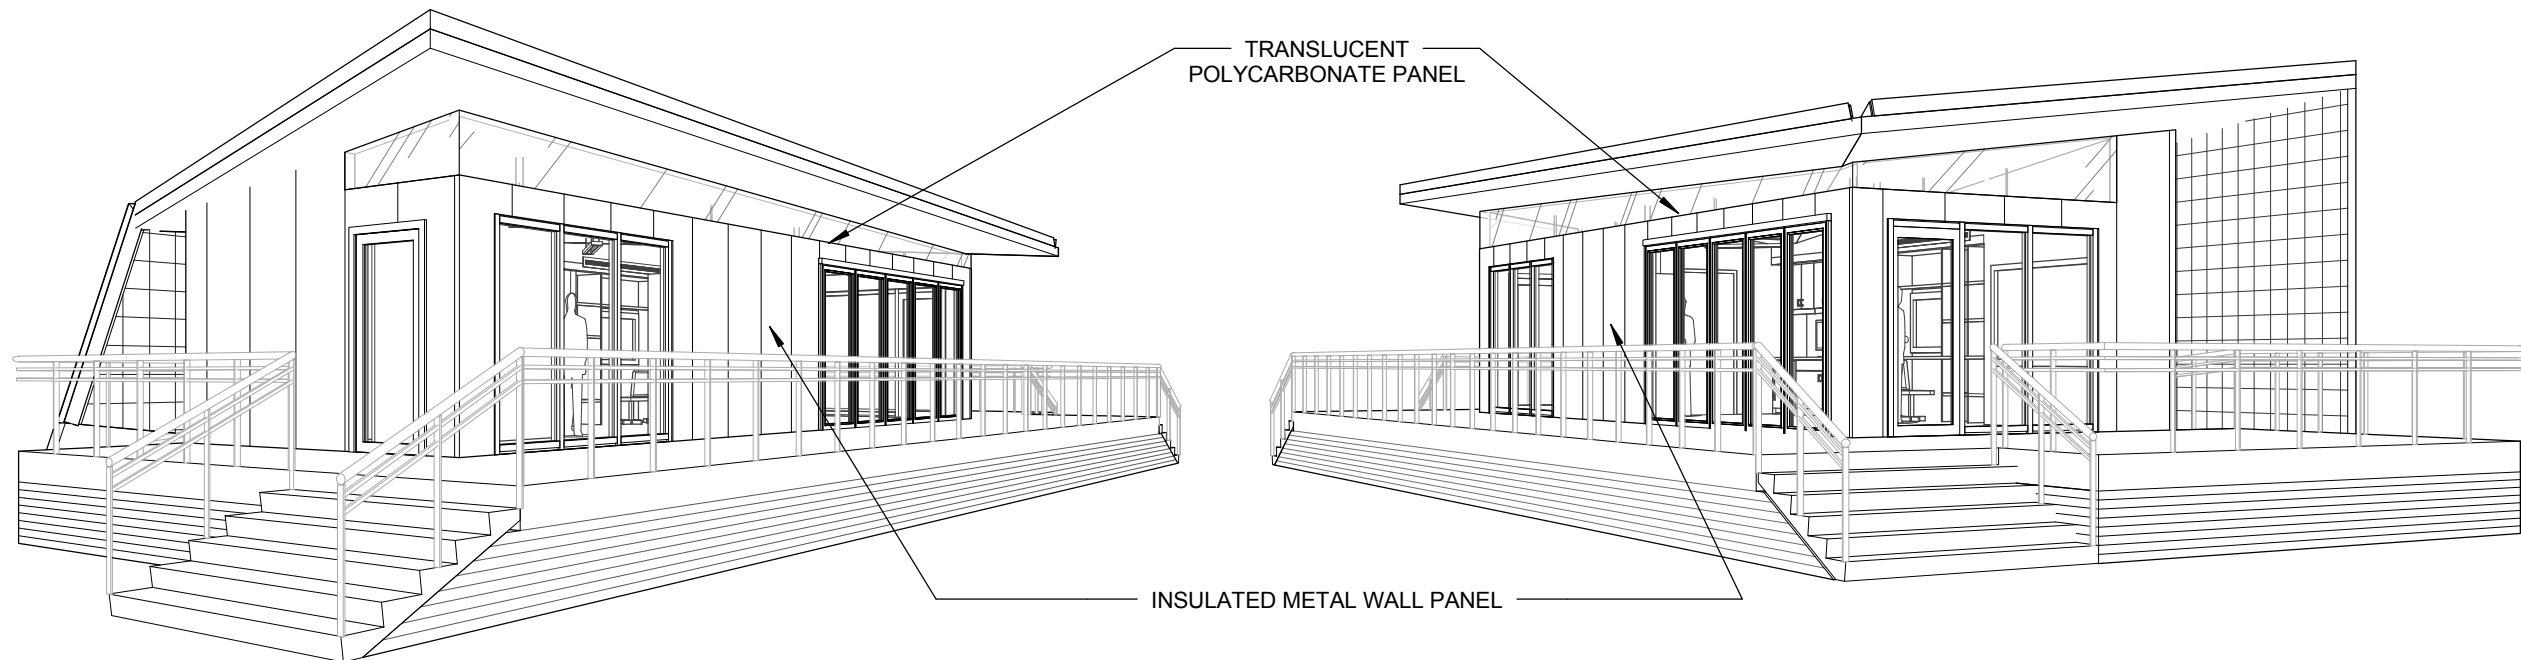 TRANSLUCENT
POLYCARBONATE PANEL
INSULATED METAL WALL PANEL